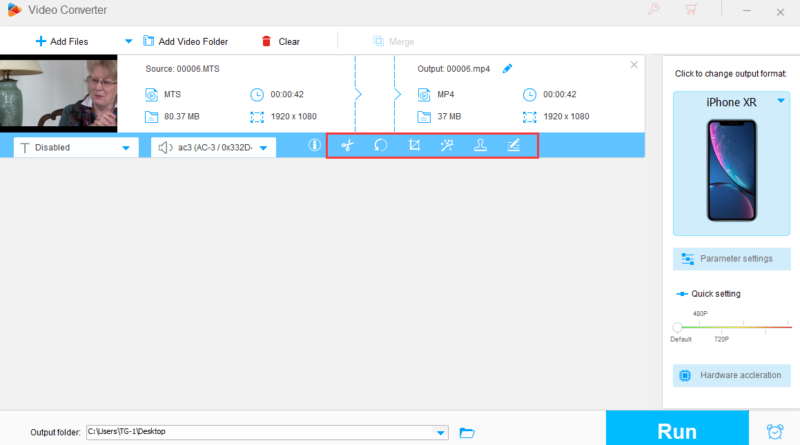 Video Converter
Add Files
Add Video Folder
Clear
Merge
Source: 00006.MTS
MTS
00:00:42
80.37 MB
1920 x 1080
Output: 00006.mp4
MP4
00:00:42
37 MB
1920 x 1080
Disabled
ac3 (AC-3 / 0x332D
Click to change output format:
iPhone XR
Parameter settings
Quick setting
480P
Default
720P
Hardware accleration
Output folder:
C:\Users\TG-1\Desktop
Run